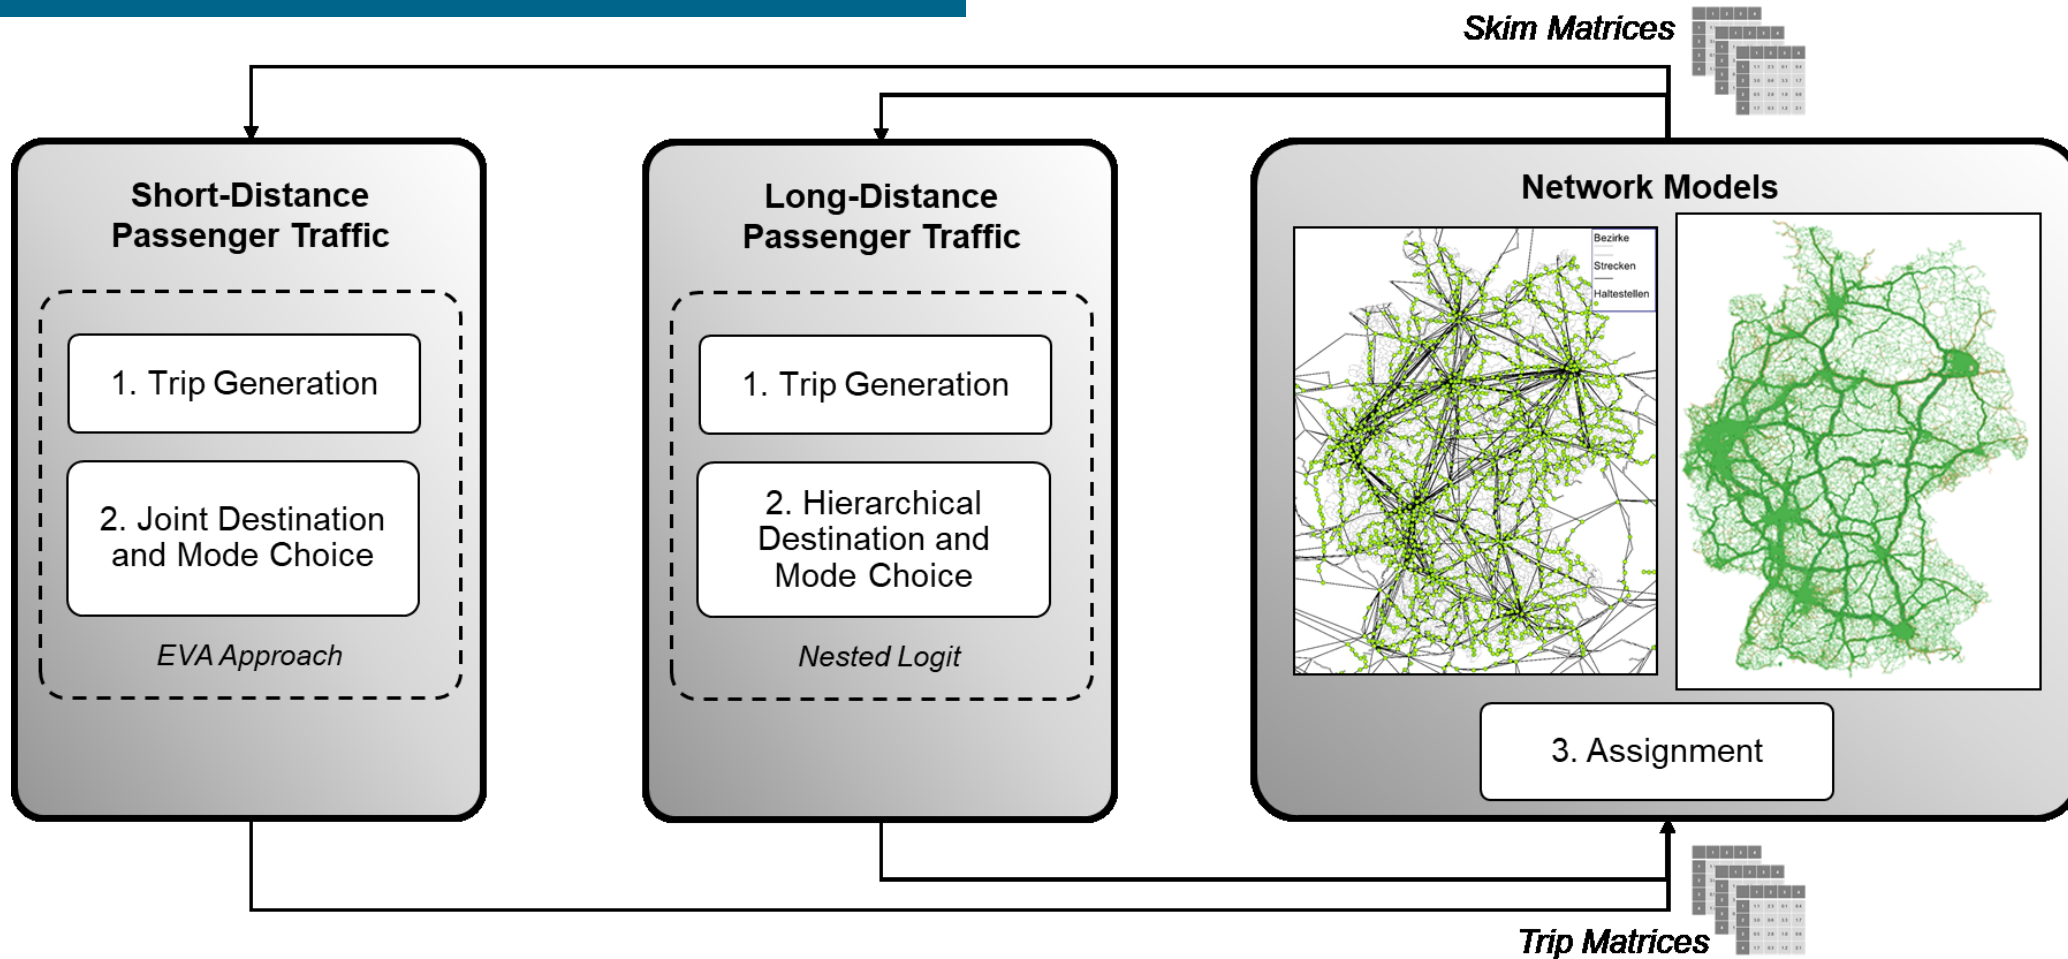 Skim Matrices
Short-Distance
Passenger Traffic
1. Trip Generation
2. Joint Destination
and Mode Choice
EVA Approach
Long-Distance
Passenger Traffic
1. Trip Generation
2. Hierarchical
Destination and
Mode Choice
Nested Logit
Network Models
Bezirke
Strecken
Haltestellen
3. Assignment
Trip Matrices